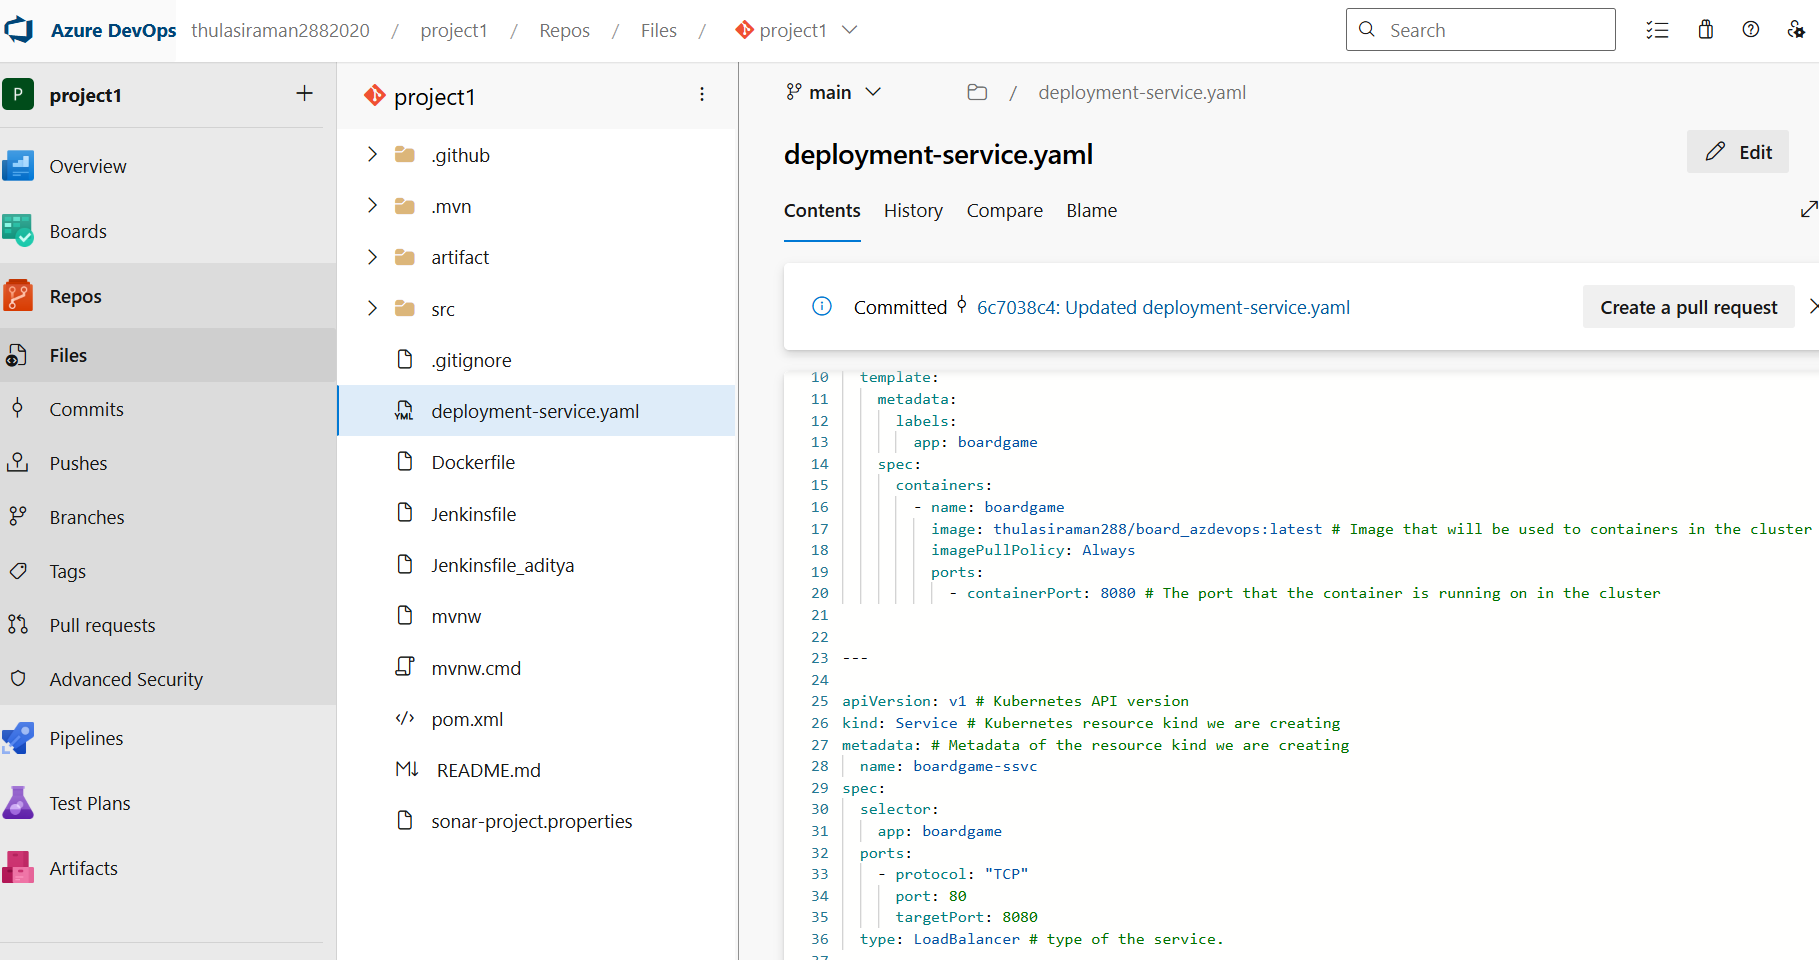 Azure DevOps thulasiraman2882020 / project1 / Repos / Files / project1
Search
P project1
Overview
Boards
Repos
Files
Commits
Pushes
Branches
Tags
Pull requests
Advanced Security
Pipelines
Test Plans
Artifacts
project1
.github
.mvn
artifact
src
.gitignore
YML deployment-service.yaml
Dockerfile
Jenkinsfile
Jenkinsfile_aditya
mvnw
mvnw.cmd
pom.xml
README.md
sonar-project.properties
main / deployment-service.yaml
deployment-service.yaml
Edit
Contents History Compare Blame
Committed 6c7038c4: Updated deployment-service.yaml
Create a pull request
10 template:
11 metadata:
12 labels:
13 app: boardgame
14 spec:
15 containers:
16 - name: boardgame
17 image: thulasiraman288/board_azdevops:latest # Image that will be used to containers in the cluster
18 imagePullPolicy: Always
19 ports:
20 - containerPort: 8080 # The port that the container is running on in the cluster
21
22
23 ---
24
25 apiVersion: v1 # Kubernetes API version
26 kind: Service # Kubernetes resource kind we are creating
27 metadata: # Metadata of the resource kind we are creating
28 name: boardgame-ssvc
29 spec:
30 selector:
31 app: boardgame
32 ports:
33 - protocol: "TCP"
34 port: 80
35 targetPort: 8080
36 type: LoadBalancer # type of the service.
37